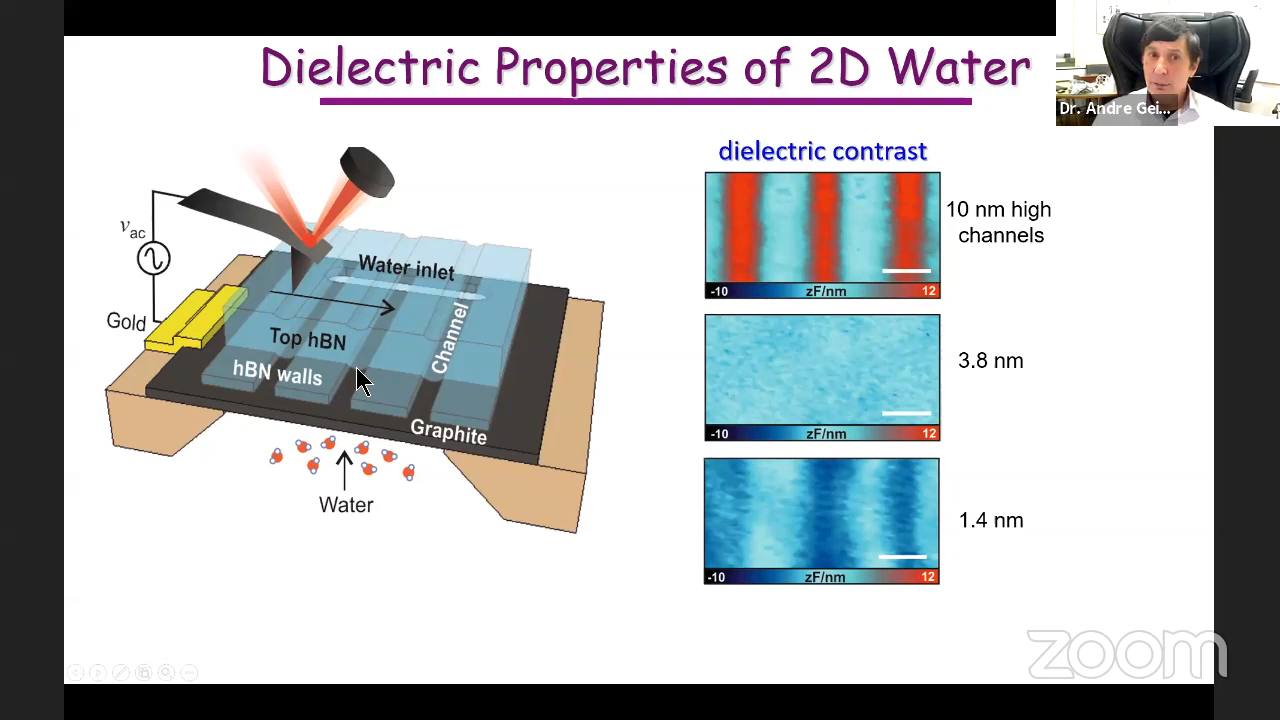 Dielectric Properties of 2D Water
Dr. Andre Gei...
dielectric contrast
vac
Water inlet
Channel
Gold
Top hBN
hBN walls
Graphite
Water
10 nm high
channels
-10 zF/nm 12
3.8 nm
-10 zF/nm 12
1.4 nm
-10 zF/nm 12
zoom